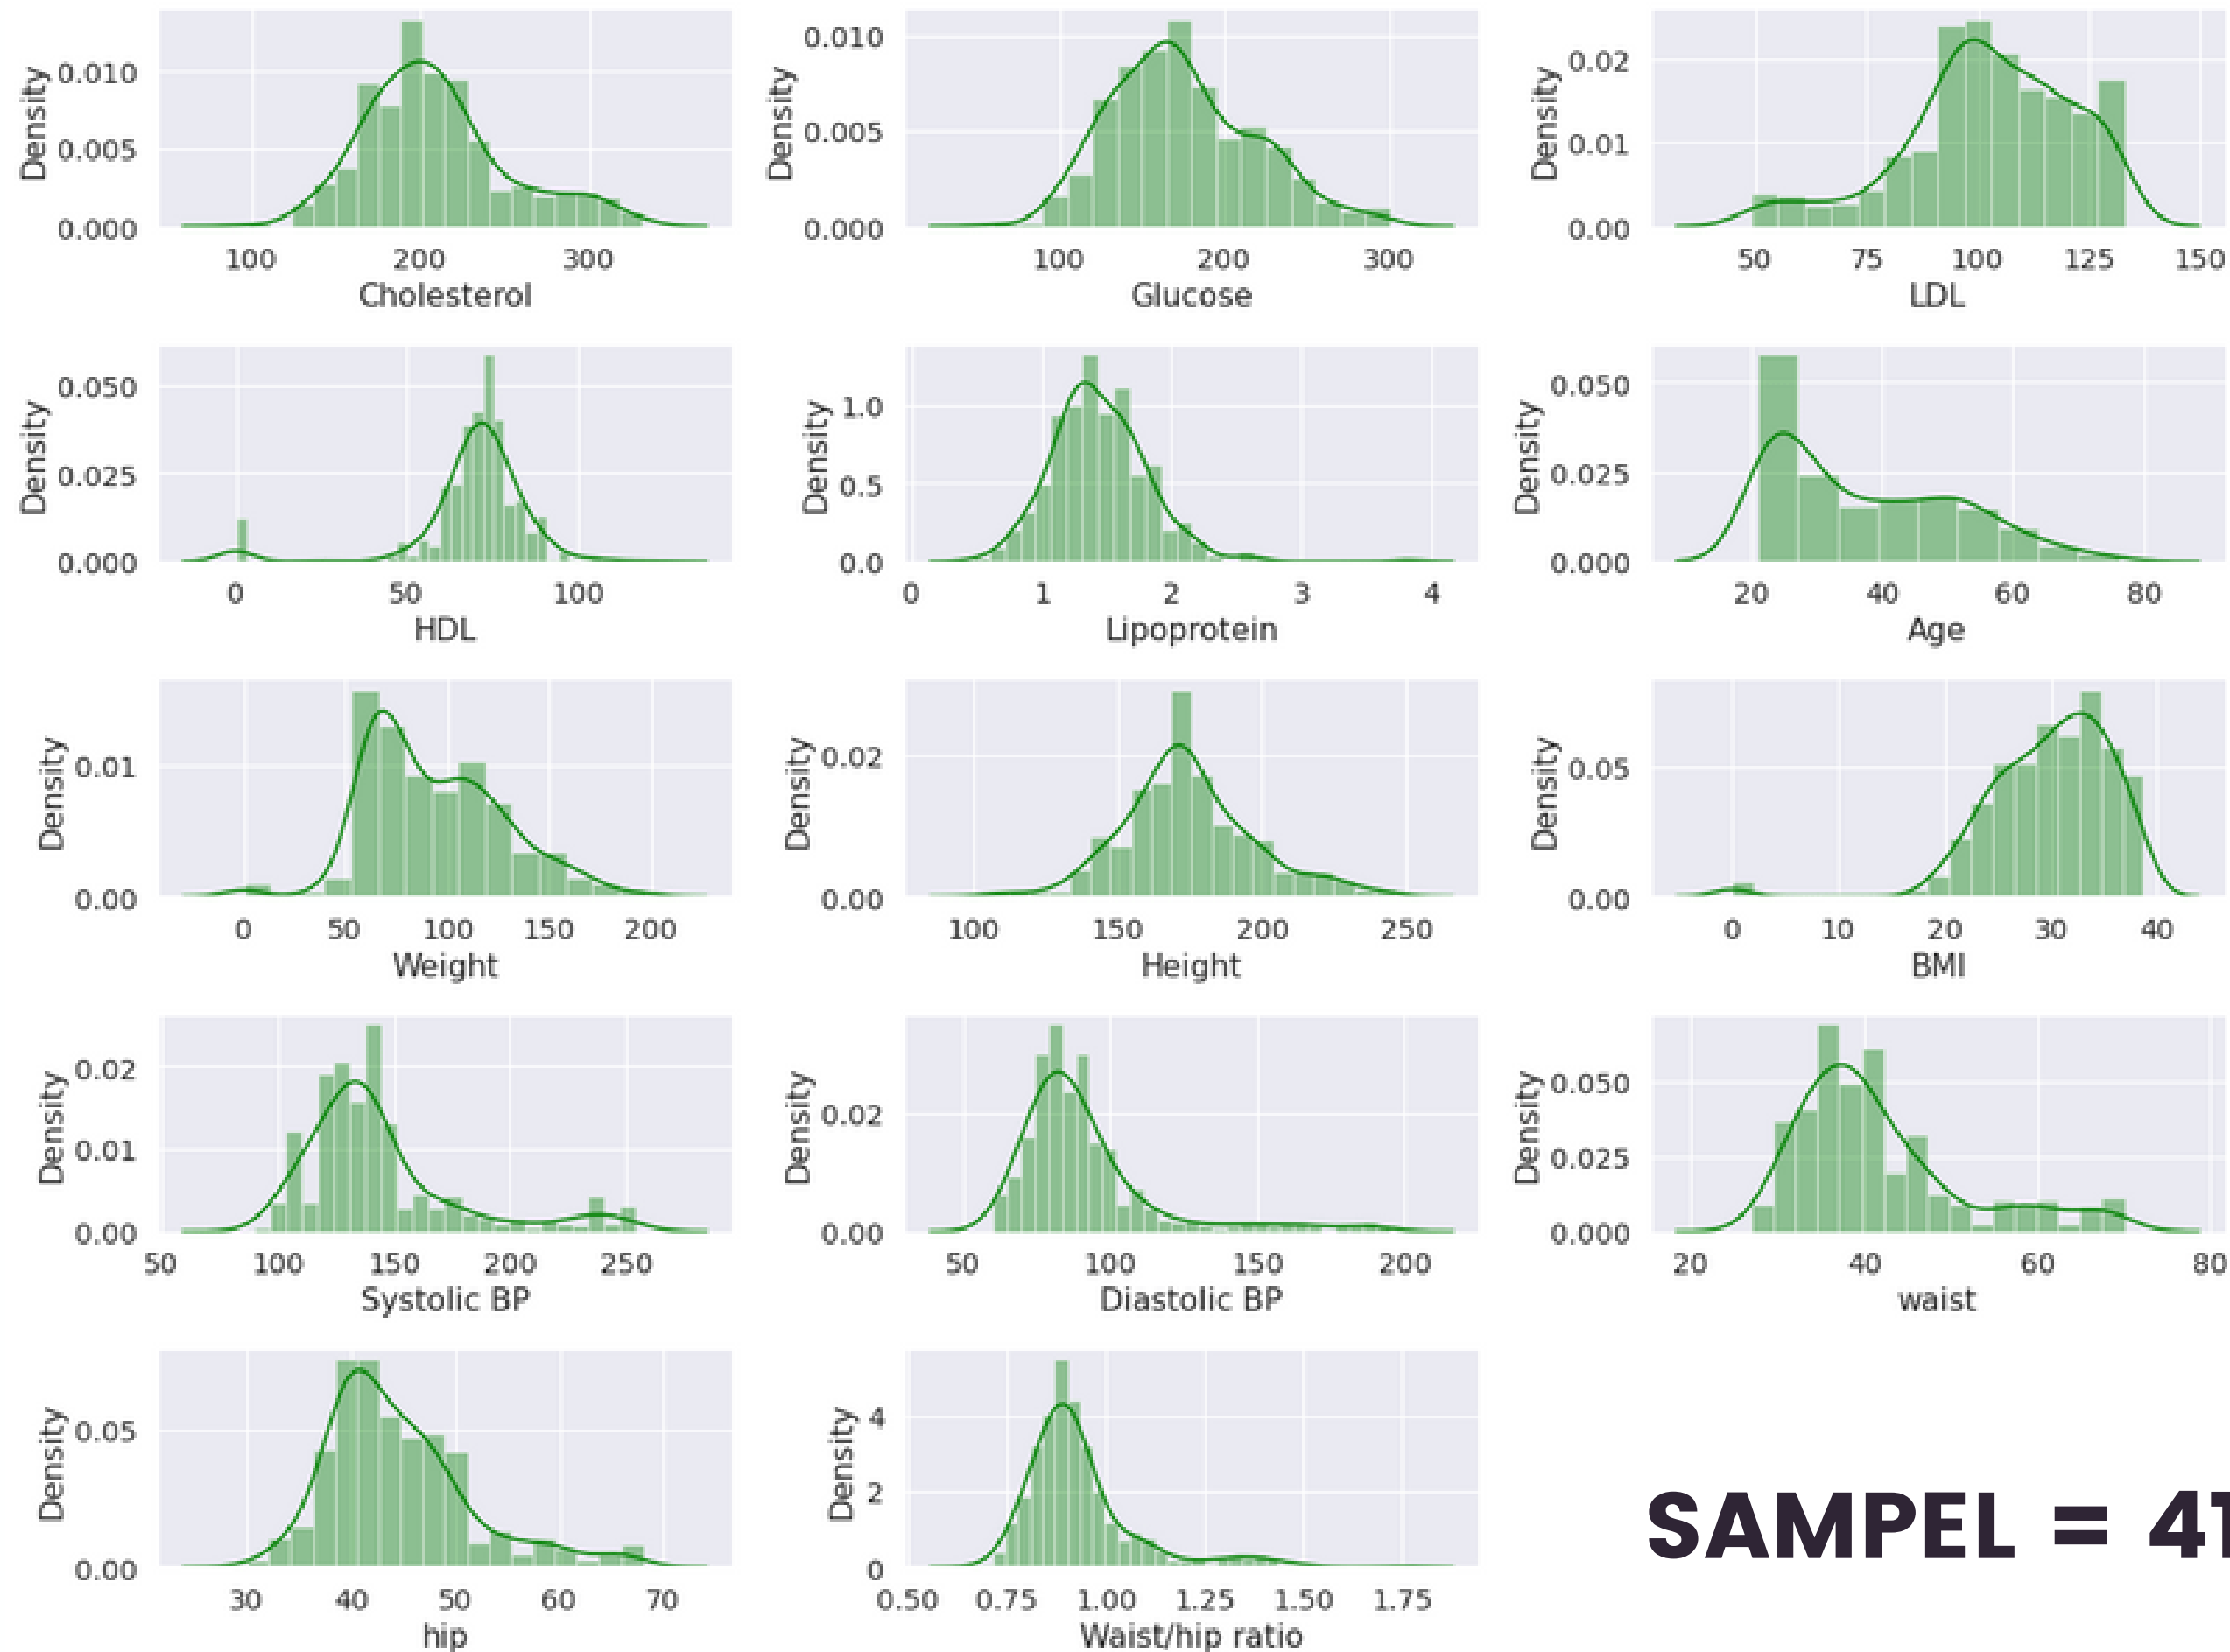 Density
0.010
0.005
0.000
100 200 300
Cholesterol
Density
0.010
0.005
0.000
100 200 300
Glucose
Density
0.02
0.01
0.00
50 75 100 125 150
LDL
Density
0.050
0.025
0.000
0 50 100
HDL
Density
1.0
0.5
0.0
0 1 2 3 4
Lipoprotein
Density
0.050
0.025
0.000
20 40 60 80
Age
Density
0.01
0.00
0 50 100 150 200
Weight
Density
0.02
0.00
100 150 200 250
Height
Density
0.05
0.00
0 10 20 30 40
BMI
Density
0.02
0.01
0.00
50 100 150 200 250
Systolic BP
Density
0.02
0.00
50 100 150 200
Diastolic BP
Density
0.050
0.025
0.000
20 40 60 80
waist
Density
0.05
0.00
30 40 50 60 70
hip
Density
4
2
0
0.50 0.75 1.00 1.25 1.50 1.75
Waist/hip ratio
SAMPEL = 41